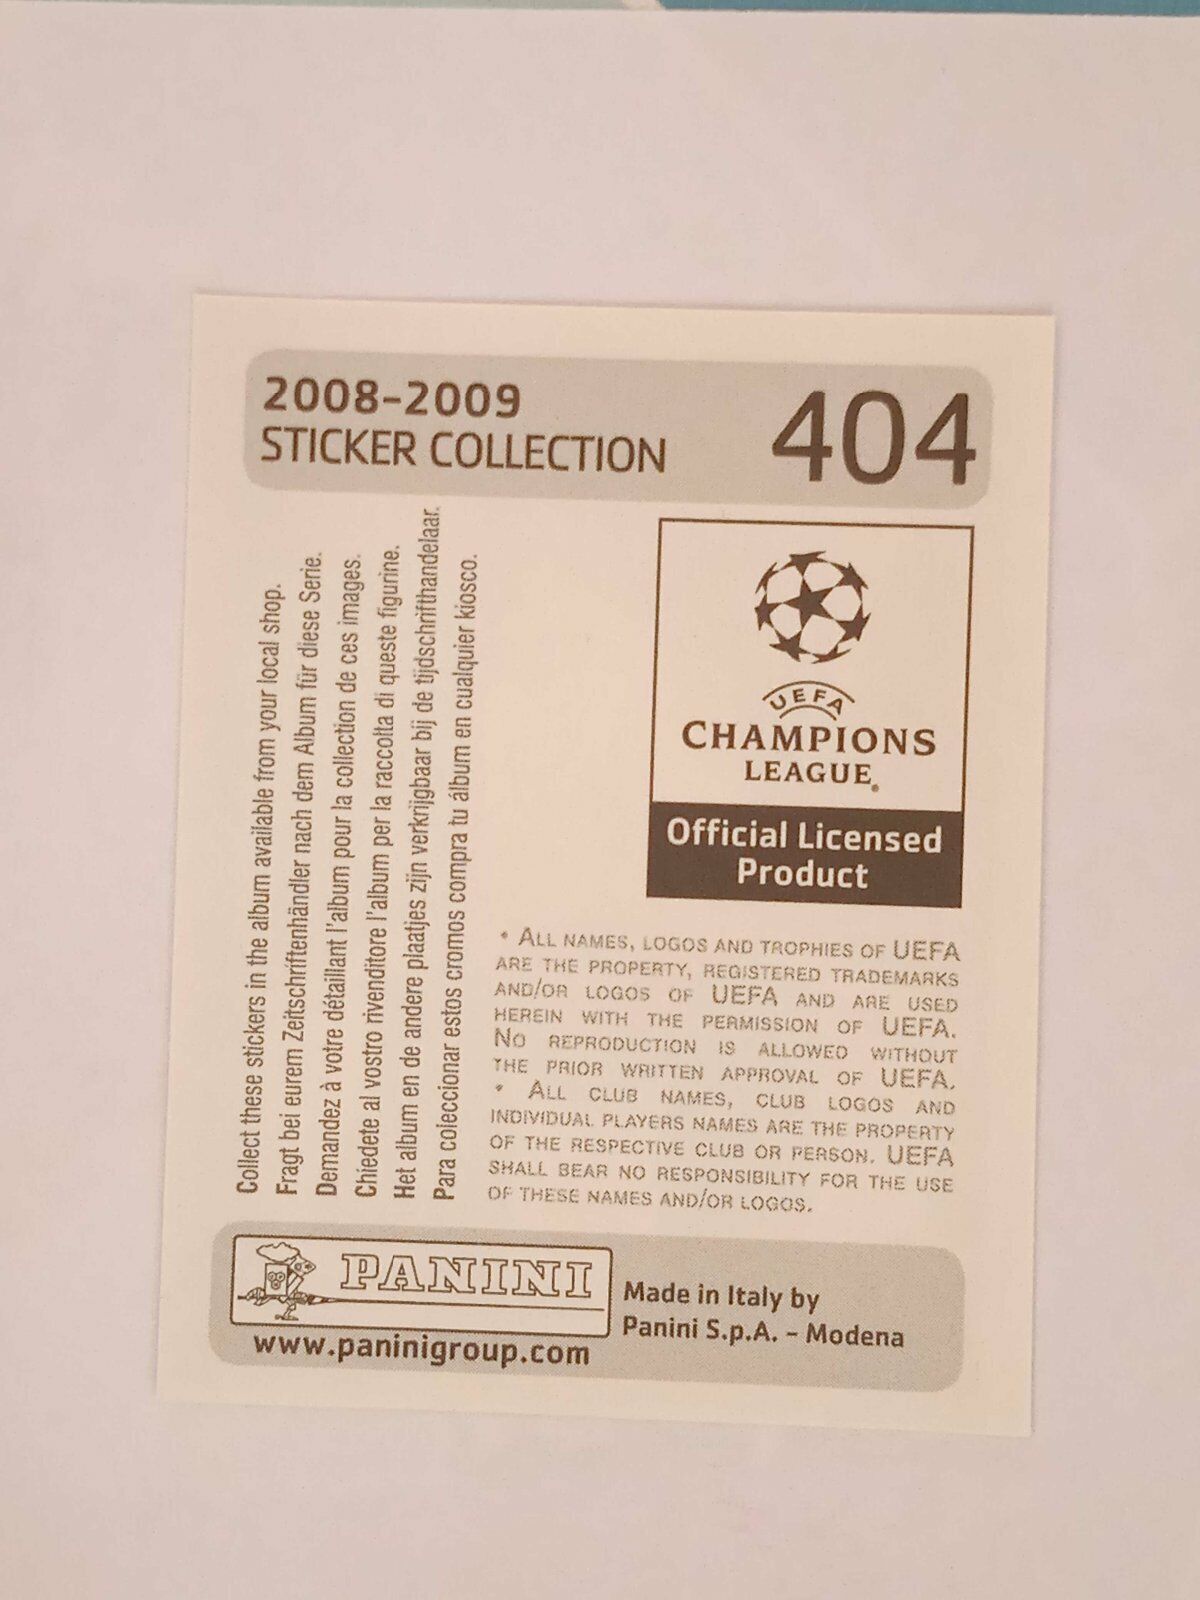 2008-2009
STICKER COLLECTION
404
Collect these stickers in the album available from your local shop.
Fragt bei eurem Zeitschriftenhändler nach dem Album für diese Serie.
Demandez à votre détaillant l'album pour la collection de ces images.
Chiedete al vostro rivenditore l'album per la raccolta di queste figurine.
Het album en de andere plaatjes zijn verkrijgbaar bij de tijdschrifthandelaar.
Para coleccionar estos cromos compra tu álbum en cualquier kiosco.
UEFA
CHAMPIONS
LEAGUE®
Official Licensed
Product
• ALL NAMES, LOGOS AND TROPHIES OF UEFA
ARE THE PROPERTY, REGISTERED TRADEMARKS
AND/OR LOGOS OF UEFA AND ARE USED
HEREIN WITH THE PERMISSION OF UEFA.
NO REPRODUCTION IS ALLOWED WITHOUT
THE PRIOR WRITTEN APPROVAL OF UEFA.
• ALL CLUB NAMES, CLUB LOGOS AND
INDIVIDUAL PLAYERS NAMES ARE THE PROPERTY
OF THE RESPECTIVE CLUB OR PERSON. UEFA
SHALL BEAR NO RESPONSIBILITY FOR THE USE
OF THESE NAMES AND/OR LOGOS.
PANINI
www.paninigroup.com
Made in Italy by
Panini S.p.A. - Modena